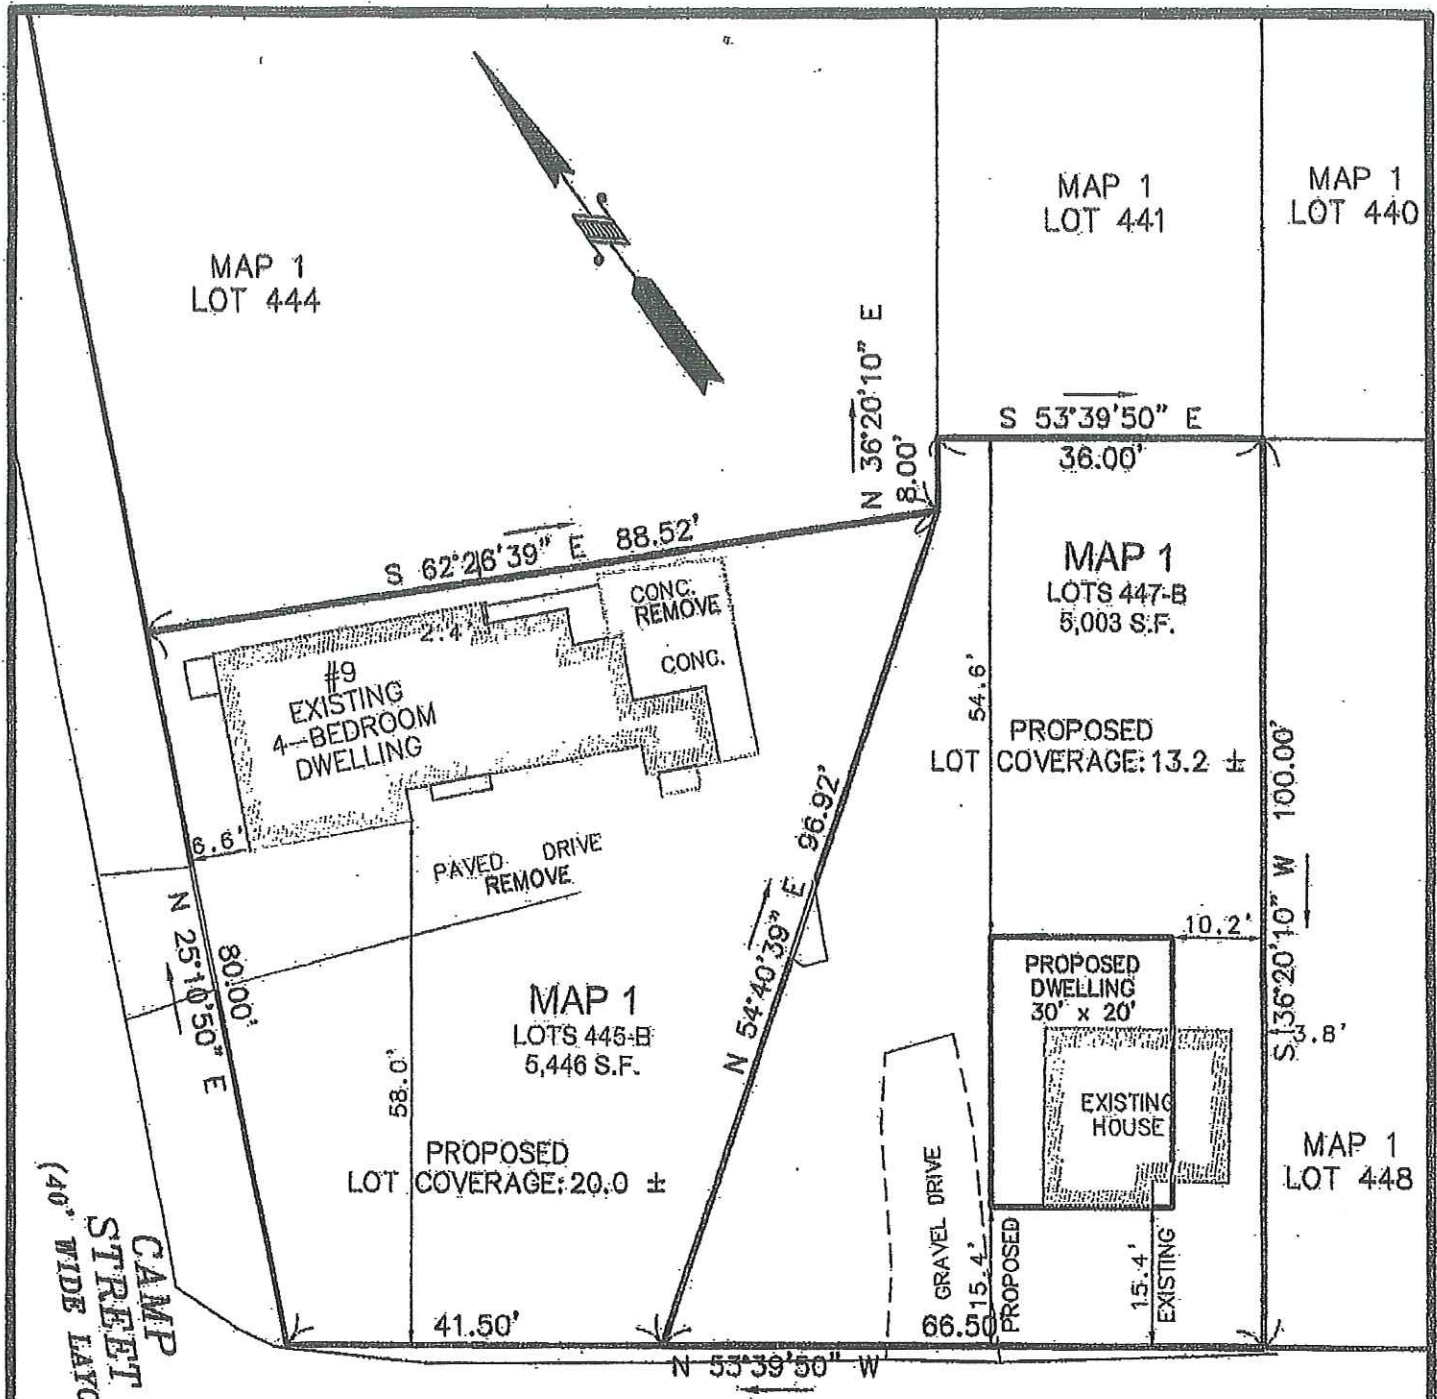 MAP 1
LOT 444
MAP 1
LOT 441
MAP 1
LOT 440
N 36°20'10" E
8.00'
S 53°39'50" E
36.00'
S 62°26'39" E 88.52'
MAP 1
LOTS 447-B
5,003 S.F.
CONC.
REMOVE
CONC.
2.4'
#9
EXISTING
4-BEDROOM
DWELLING
54.6'
PROPOSED
LOT COVERAGE: 13.2 ±
S 36°20'10" W 100.00'
6.6'
PAVED DRIVE
REMOVE
N 54°40'39" E 96.92'
N 25°10'50" E
80.00'
10.2'
PROPOSED
DWELLING
30' x 20'
MAP 1
LOTS 445-B
5,446 S.F.
58.0'
3.8'
EXISTING
HOUSE
PROPOSED
LOT COVERAGE: 20.0 ±
MAP 1
LOT 448
GRAVEL DRIVE
15.4'
PROPOSED
15.4'
EXISTING
CAMP
STREET
(40' WIDE LAYO
41.50'
66.50'
N 53°39'50" W